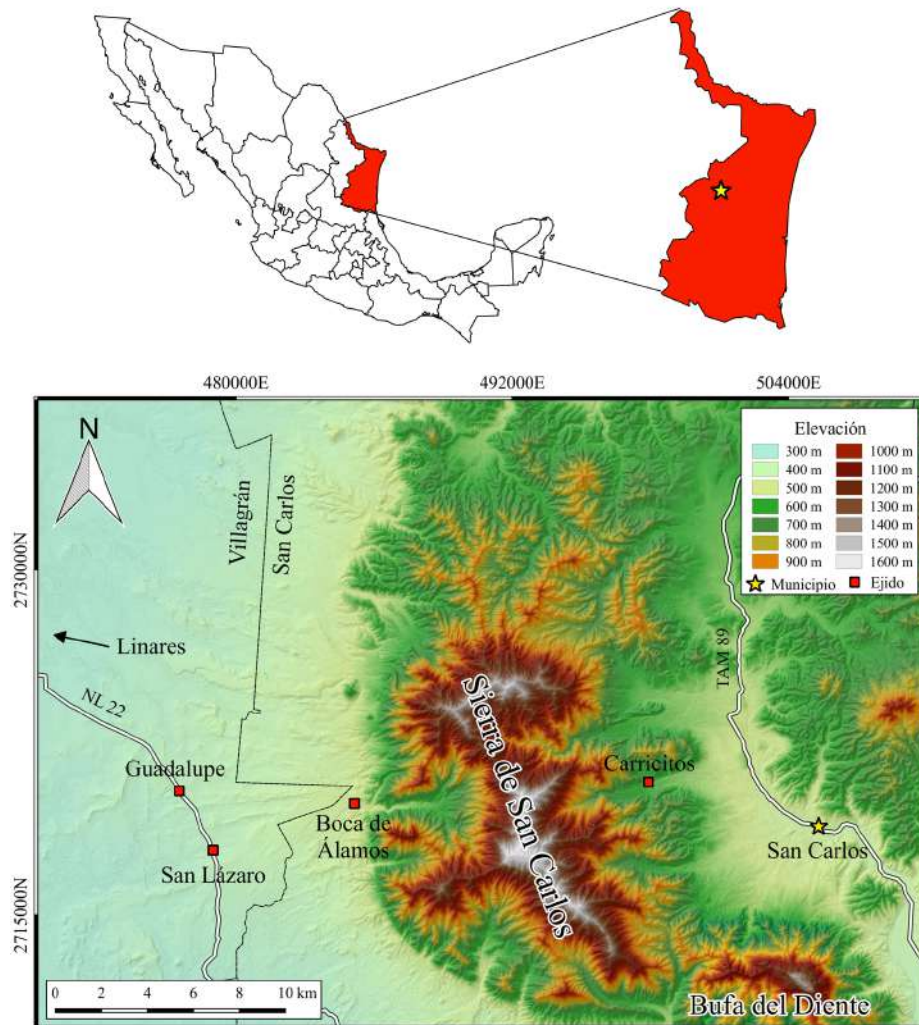 480000E
492000E
504000E
N
Elevación
300 m
400 m
500 m
600 m
700 m
800 m
900 m
1000 m
1100 m
1200 m
1300 m
1400 m
1500 m
1600 m
Municipio
Ejido
Villagrán
San Carlos
2730000N
Linares
NL 22
TAM 89
Sierra de San Carlos
Guadalupe
Carricitos
Boca de
Álamos
San Carlos
San Lázaro
2715000N
0 2 4 6 8 10 km
Bufa del Diente